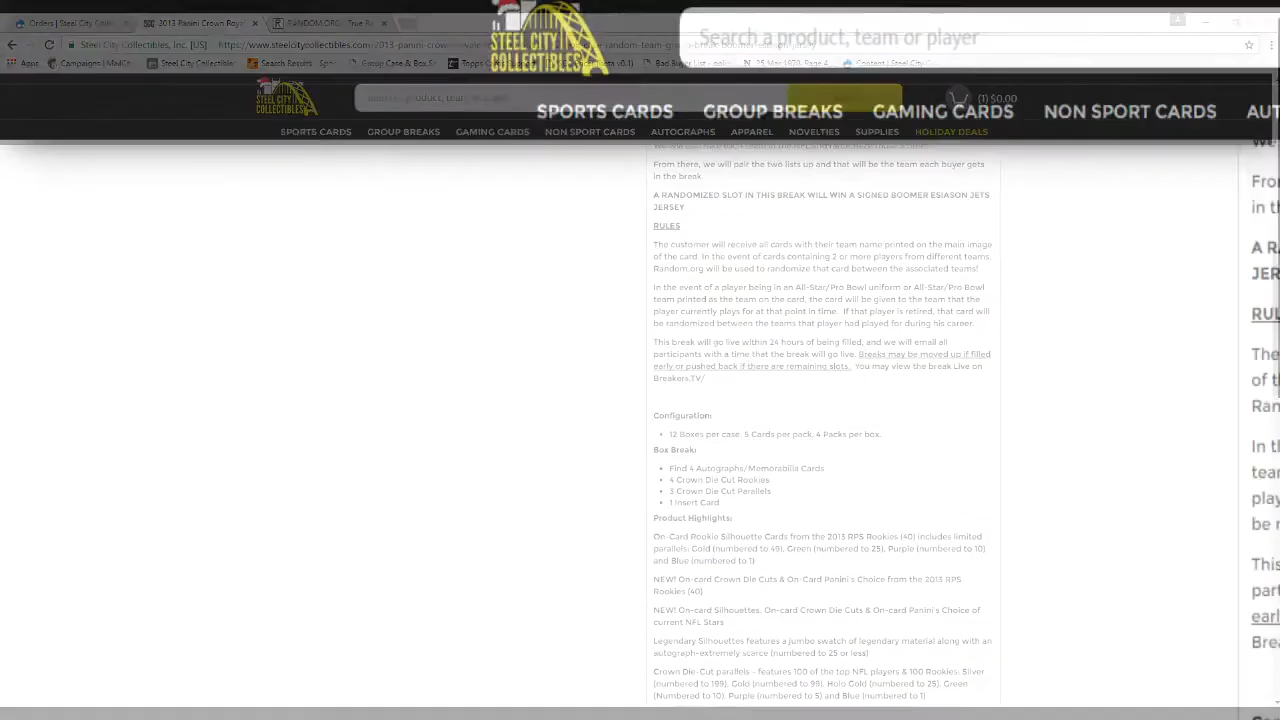 Orders | Steel City Collect
2013 Panini Crown Roya
RANDOM.ORG - True Ra
STEEL CITY
COLLECTIBLES
Search a product, team or player
SPORTS CARDS GROUP BREAKS GAMING CARDS NON SPORT CARDS
(1) $0.00
SPORTS CARDS GROUP BREAKS GAMING CARDS NON SPORT CARDS AUTOGRAPHS APPAREL NOVELTIES SUPPLIES HOLIDAY DEALS
STEEL CITY
COLLECTIBLES
From there, we will pair the two lists up and that will be the team each buyer gets
in the break.
A RANDOMIZED SLOT IN THIS BREAK WILL WIN A SIGNED BOOMER ESIASON JETS
JERSEY
RULES
The customer will receive all cards with their team name printed on the main image
of the card. In the event of cards containing 2 or more players from different teams.
Random.org will be used to randomize that card between the associated teams!
In the event of a player being in an All-Star/Pro Bowl uniform or All-Star/Pro Bowl
team printed as the team on the card, the card will be given to the team that the
player currently plays for at that point in time. If that player is retired, that card will
be randomized between the teams that player had played for during his career.
This break will go live within 24 hours of being filled, and we will email all
participants with a time that the break will go live. Breaks may be moved up if filled
early or pushed back if there are remaining slots. You may view the break Live on
Breakers.TV/
Configuration:
• 12 Boxes per case. 5 Cards per pack. 4 Packs per box.
Box Break:
• Find 4 Autographs/Memorabilia Cards
• 4 Crown Die Cut Rookies
• 3 Crown Die Cut Parallels
• 1 Insert Card
Product Highlights:
On-Card Rookie Silhouette Cards from the 2013 RPS Rookies (40) includes limited
parallels: Gold (numbered to 49), Green (numbered to 25), Purple (numbered to 10)
and Blue (numbered to 1)
NEW! On-card Crown Die Cuts & On-Card Panini's Choice from the 2013 RPS
Rookies (40)
NEW! On-card Silhouettes, On-card Crown Die Cuts & On-card Panini's Choice of
current NFL Stars
Legendary Silhouettes features a jumbo swatch of legendary material along with an
autograph-extremely scarce (numbered to 25 or less)
Crown Die-Cut parallels - features 100 of the top NFL players & 100 Rookies: Silver
(numbered to 199), Gold (numbered to 99), Holo Gold (numbered to 25), Green
(Numbered to 10), Purple (numbered to 5) and Blue (numbered to 1)